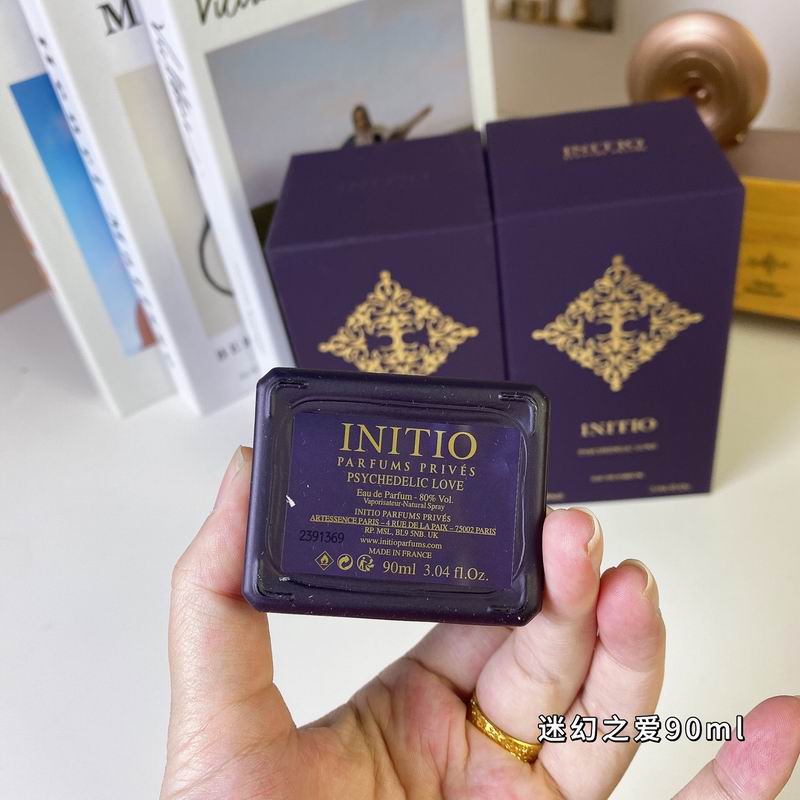 M
INITIO
INITIO
INITIO
PARFUMS PRIVÉS
PSYCHEDELIC LOVE
Eau de Parfum - 80% Vol.
Vaporisateur-Natural Spray
INITIO PARFUMS PRIVÉS
ARTESSENCE PARIS – 4 RUE DE LA PAIX – 75002 PARIS
RP, MSL, BL9 5NB. UK
2391369
www.initioparfums.com
MADE IN FRANCE
90ml 3.04 fl.Oz.
INITIO
迷幻之爱90ml